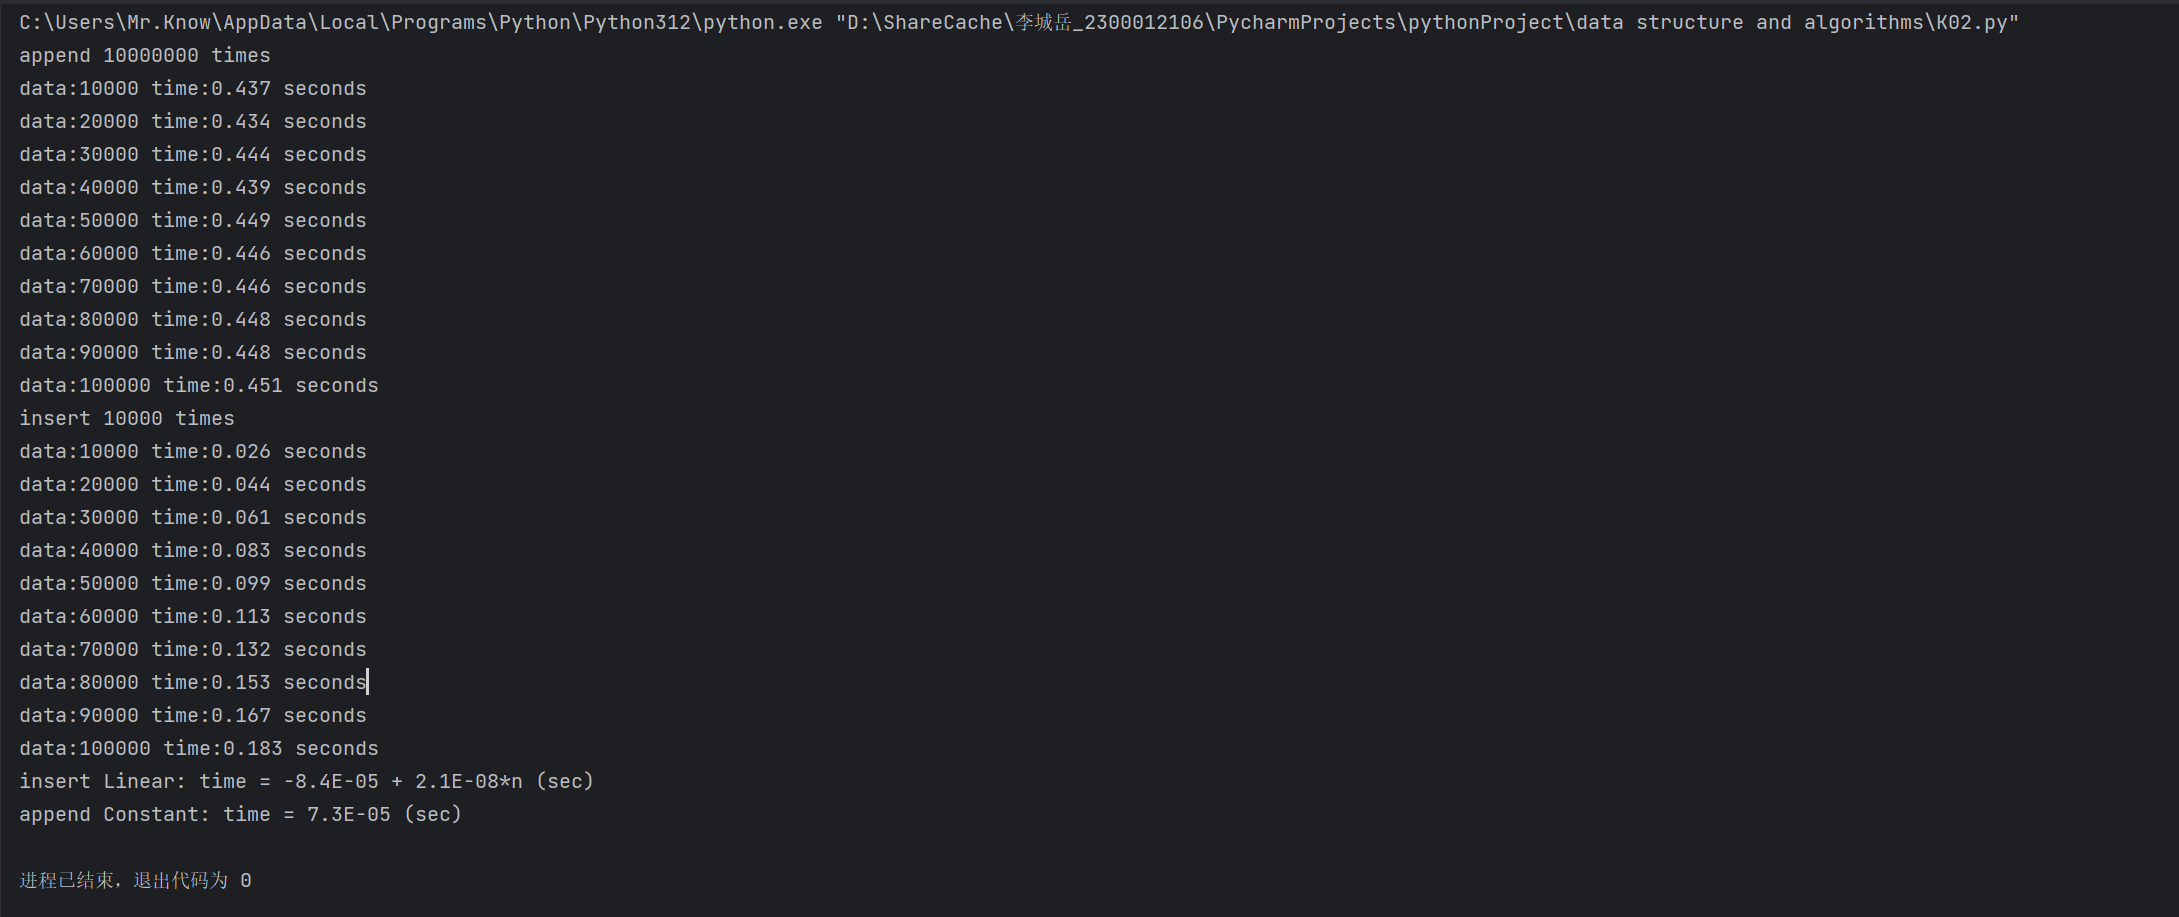 C:\Users\Mr.Know\AppData\Local\Programs\Python\Python312\python.exe "D:\ShareCache\李城岳_2300012106\PycharmProjects\pythonProject\data structure and algorithms\K02.py"
append 10000000 times
data:10000 time:0.437 seconds
data:20000 time:0.434 seconds
data:30000 time:0.444 seconds
data:40000 time:0.439 seconds
data:50000 time:0.449 seconds
data:60000 time:0.446 seconds
data:70000 time:0.446 seconds
data:80000 time:0.448 seconds
data:90000 time:0.448 seconds
data:100000 time:0.451 seconds
insert 10000 times
data:10000 time:0.026 seconds
data:20000 time:0.044 seconds
data:30000 time:0.061 seconds
data:40000 time:0.083 seconds
data:50000 time:0.099 seconds
data:60000 time:0.113 seconds
data:70000 time:0.132 seconds
data:80000 time:0.153 seconds
data:90000 time:0.167 seconds
data:100000 time:0.183 seconds
insert Linear: time = -8.4E-05 + 2.1E-08*n (sec)
append Constant: time = 7.3E-05 (sec)
进程已结束，退出代码为 0